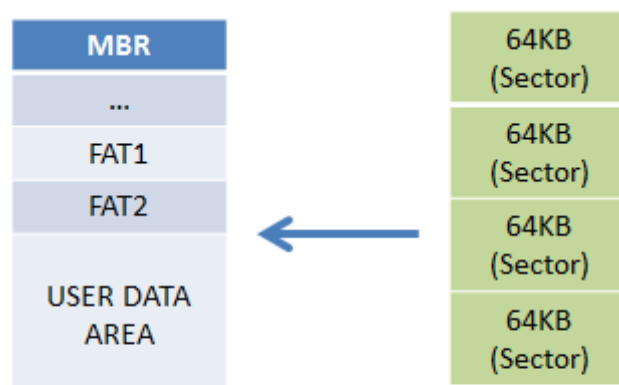 MBR
...
FAT1
FAT2
USER DATA
AREA
64KB
(Sector)
64KB
(Sector)
64KB
(Sector)
64KB
(Sector)